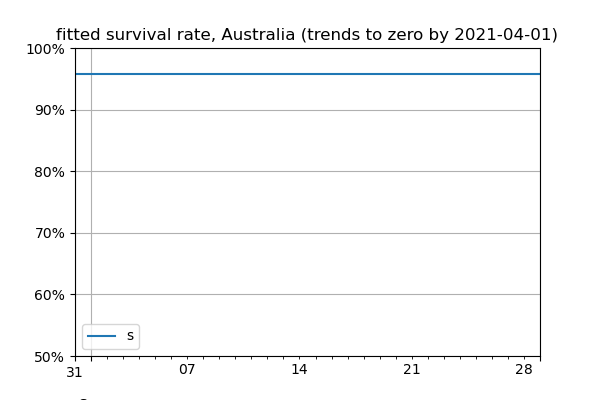 fitted survival rate, Australia (trends to zero by 2021-04-01)
100%
90%
80%
70%
60%
50%
s
31 07 14 21 28